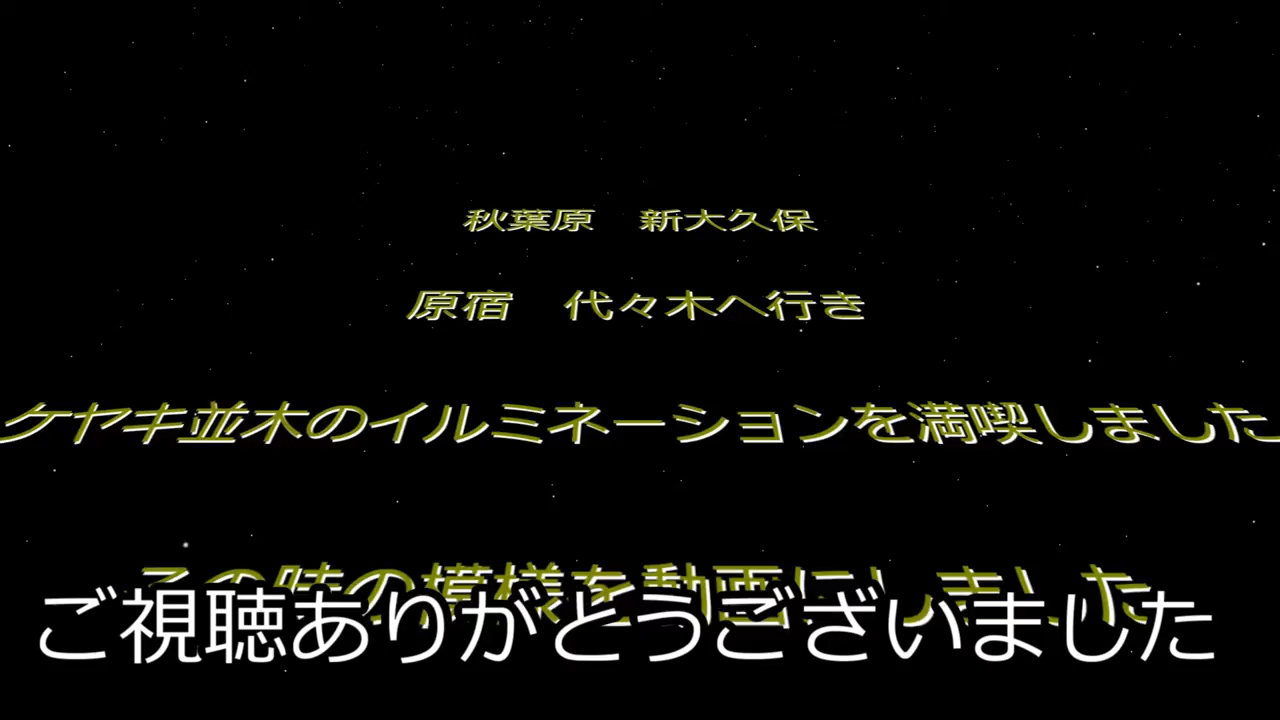 秋葉原　新大久保
原宿　代々木へ行き
ケヤキ並木のイルミネーションを満喫しました
その時の模様を動画にしました
ご視聴ありがとうございました